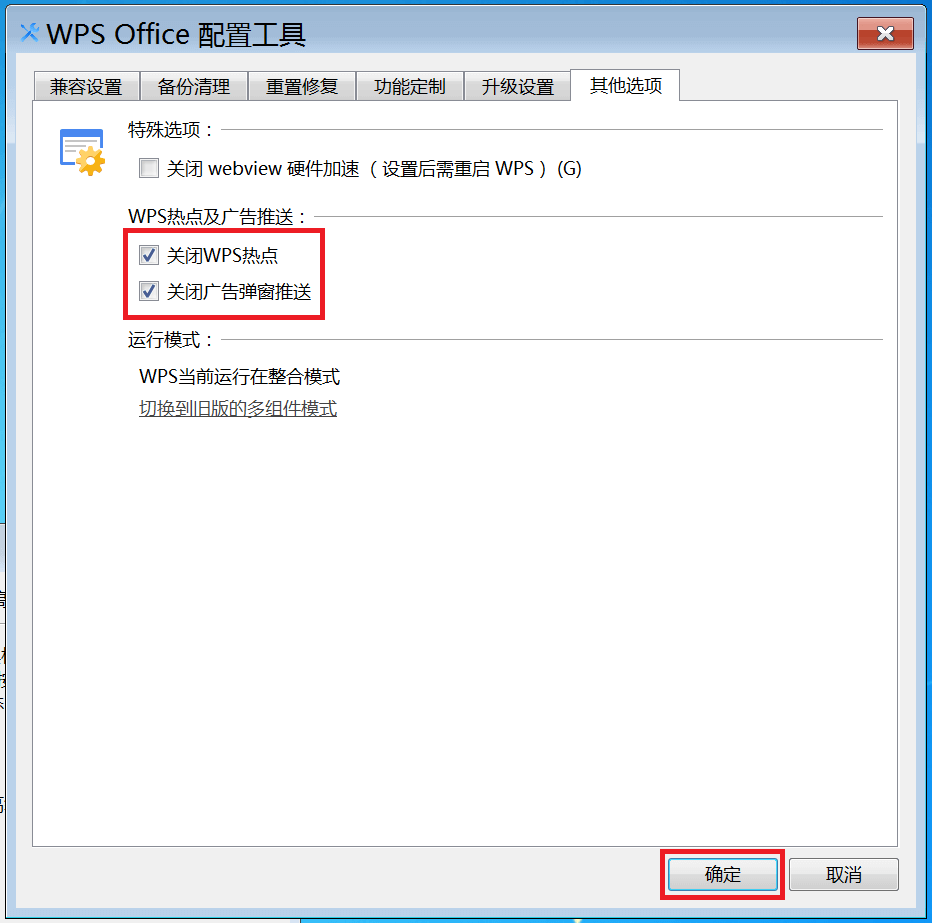 WPS Office 配置工具
兼容设置 备份清理 重置修复 功能定制 升级设置 其他选项
特殊选项：
关闭 webview 硬件加速（设置后需重启 WPS）(G)
WPS热点及广告推送：
关闭WPS热点
关闭广告弹窗推送
运行模式：
WPS当前运行在整合模式
切换到旧版的多组件模式
确定 取消